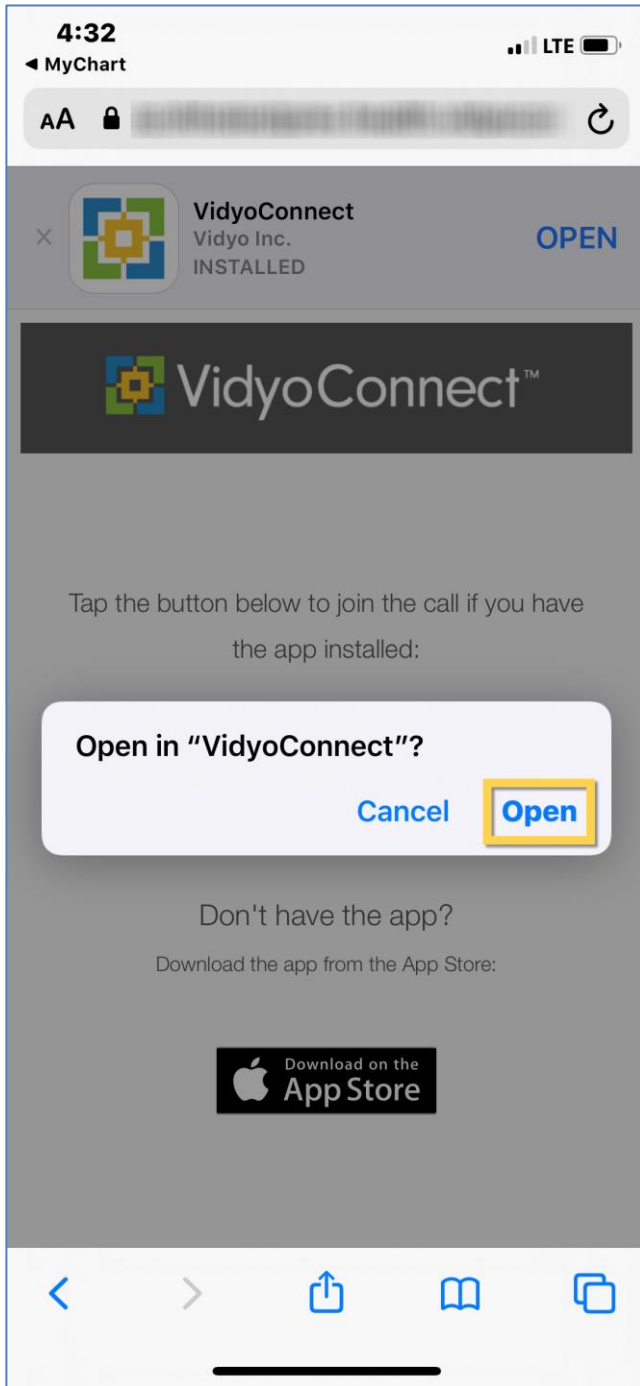 4:32
LTE
◀ MyChart
AA
VidyoConnect
Vidyo Inc.
INSTALLED
OPEN
VidyoConnect™
Tap the button below to join the call if you have
the app installed:
Open in “VidyoConnect”?
Cancel
Open
Don't have the app?
Download the app from the App Store:
Download on the
App Store